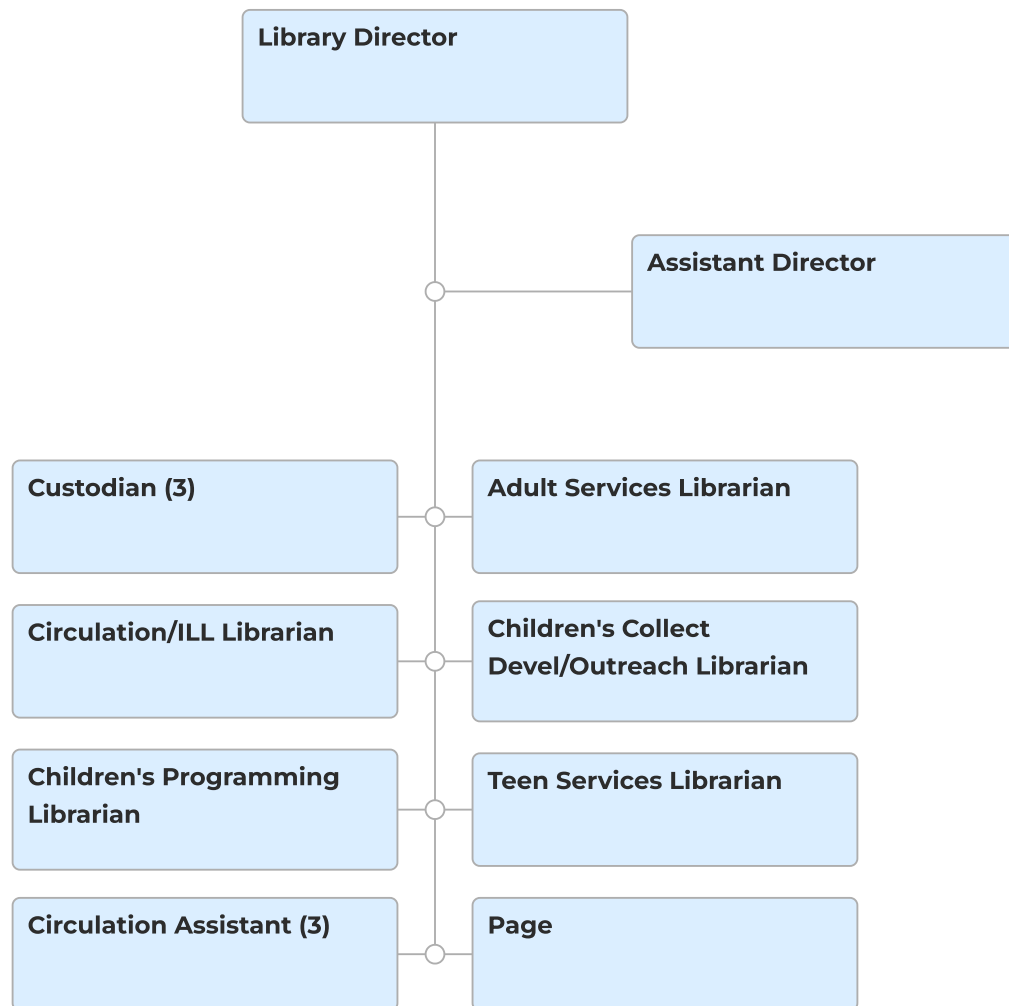 Library Director
Assistant Director
Custodian (3)
Adult Services Librarian
Circulation/ILL Librarian
Children's Collect
Devel/Outreach Librarian
Children's Programming
Librarian
Teen Services Librarian
Circulation Assistant (3)
Page